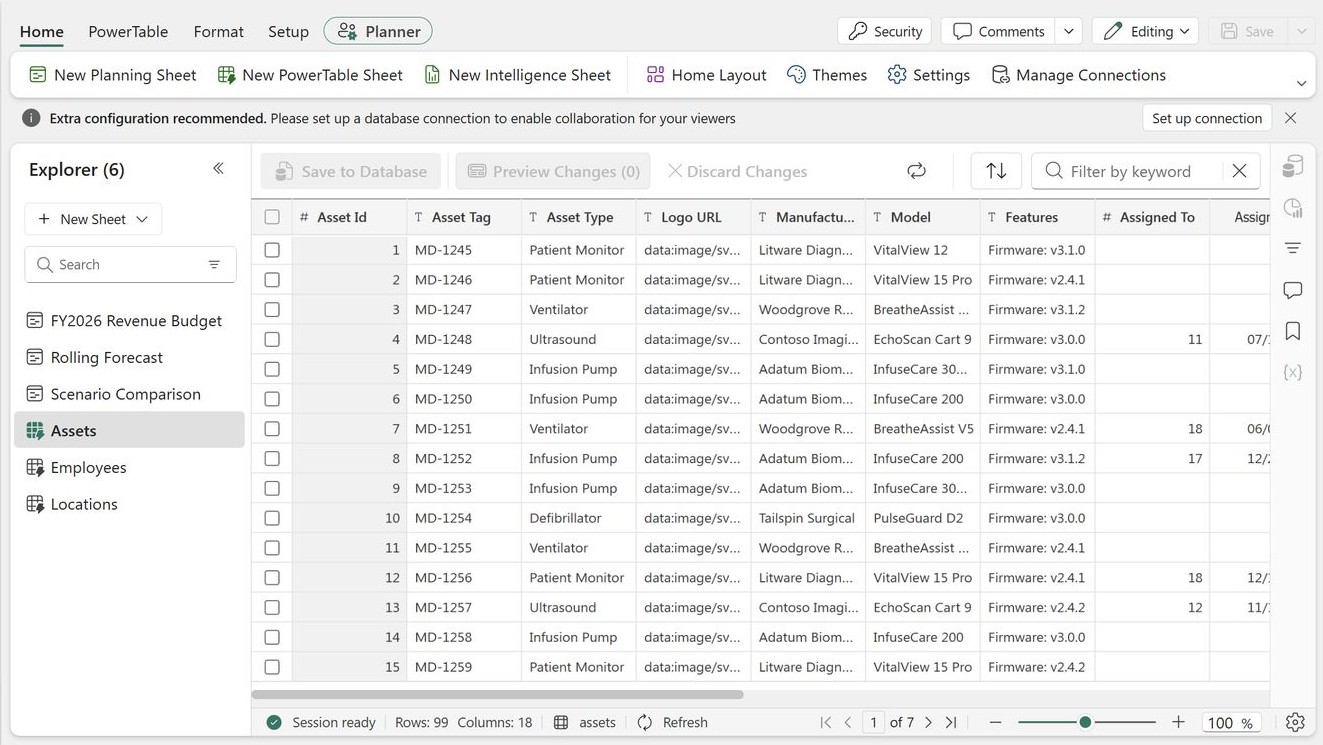 Home PowerTable Format Setup Planner Security Comments Editing Save
New Planning Sheet New PowerTable Sheet New Intelligence Sheet Home Layout Themes Settings Manage Connections
Extra configuration recommended. Please set up a database connection to enable collaboration for your viewers Set up connection
Explorer (6)
New Sheet
Search
FY2026 Revenue Budget
Rolling Forecast
Scenario Comparison
Assets
Employees
Locations
Save to Database Preview Changes (0) Discard Changes Filter by keyword
# Asset Id T Asset Tag T Asset Type T Logo URL T Manufactu... T Model T Features # Assigned To Assigr
1 MD-1245 Patient Monitor data:image/sv... Litware Diagn... VitalView 12 Firmware: v3.1.0
2 MD-1246 Patient Monitor data:image/sv... Litware Diagn... VitalView 15 Pro Firmware: v2.4.1
3 MD-1247 Ventilator data:image/sv... Woodgrove R... BreatheAssist ... Firmware: v3.1.2
4 MD-1248 Ultrasound data:image/sv... Contoso Imagi... EchoScan Cart 9 Firmware: v3.0.0 11 07/
5 MD-1249 Infusion Pump data:image/sv... Adatum Biom... InfuseCare 30... Firmware: v3.1.0
6 MD-1250 Infusion Pump data:image/sv... Adatum Biom... InfuseCare 200 Firmware: v3.0.0
7 MD-1251 Ventilator data:image/sv... Woodgrove R... BreatheAssist V5 Firmware: v2.4.1 18 06/
8 MD-1252 Infusion Pump data:image/sv... Adatum Biom... InfuseCare 200 Firmware: v3.1.2 17 12/
9 MD-1253 Infusion Pump data:image/sv... Adatum Biom... InfuseCare 30... Firmware: v3.0.0
10 MD-1254 Defibrillator data:image/sv... Tailspin Surgical PulseGuard D2 Firmware: v3.0.0
11 MD-1255 Ventilator data:image/sv... Woodgrove R... BreatheAssist ... Firmware: v2.4.1
12 MD-1256 Patient Monitor data:image/sv... Litware Diagn... VitalView 15 Pro Firmware: v2.4.1 18 12/
13 MD-1257 Ultrasound data:image/sv... Contoso Imagi... EchoScan Cart 9 Firmware: v2.4.2 12 11/
14 MD-1258 Infusion Pump data:image/sv... Adatum Biom... InfuseCare 200 Firmware: v3.0.0
15 MD-1259 Patient Monitor data:image/sv... Litware Diagn... VitalView 15 Pro Firmware: v2.4.2
Session ready Rows: 99 Columns: 18 assets Refresh 1 of 7 100 %